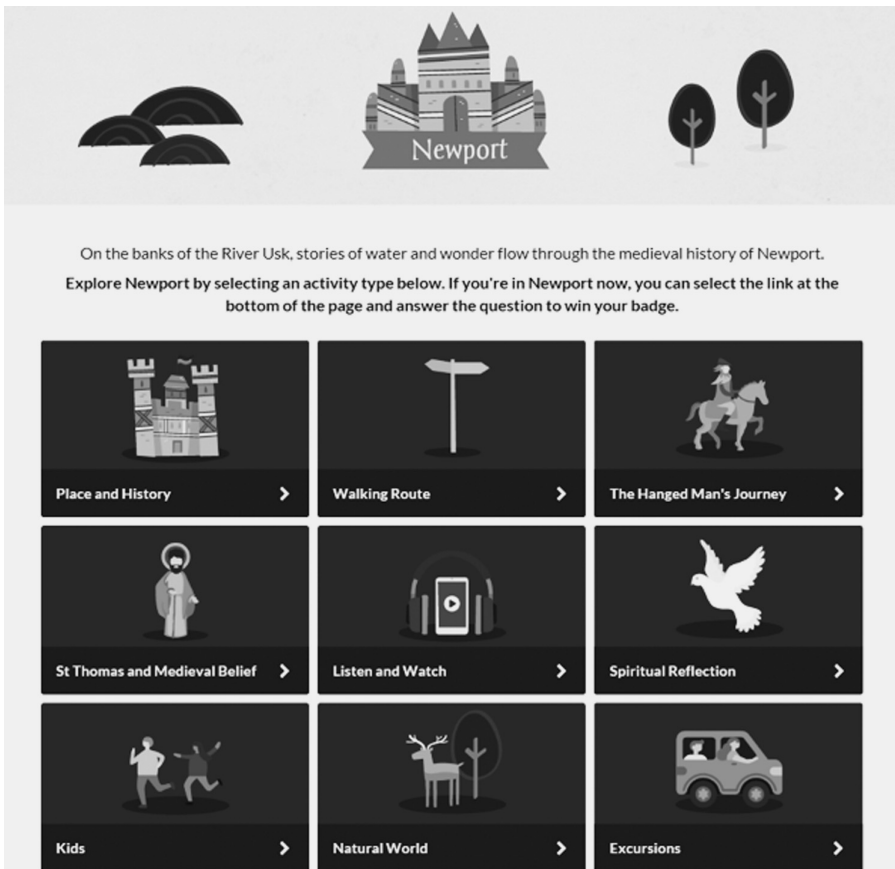 Newport
On the banks of the River Usk, stories of water and wonder flow through the medieval history of Newport.
Explore Newport by selecting an activity type below. If you're in Newport now, you can select the link at the
bottom of the page and answer the question to win your badge.
Place and History
Walking Route
The Hanged Man's Journey
St Thomas and Medieval Belief
Listen and Watch
Spiritual Reflection
Kids
Natural World
Excursions